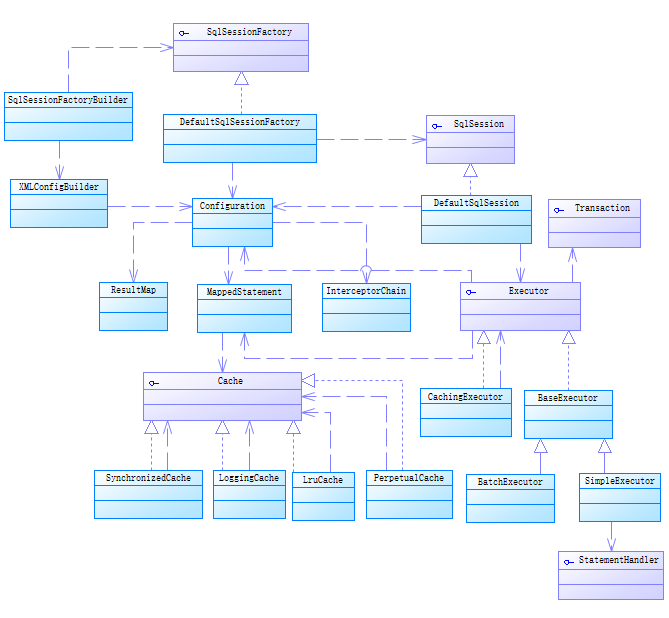 SqlSessionFactory
SqlSessionFactoryBuilder
DefaultSqlSessionFactory
SqlSession
XMLConfigBuilder
Configuration
DefaultSqlSession
Transaction
ResultMap
MappedStatement
InterceptorChain
Executor
Cache
CachingExecutor
BaseExecutor
SynchronizedCache
LoggingCache
LruCache
PerpetualCache
BatchExecutor
SimpleExecutor
StatementHandler